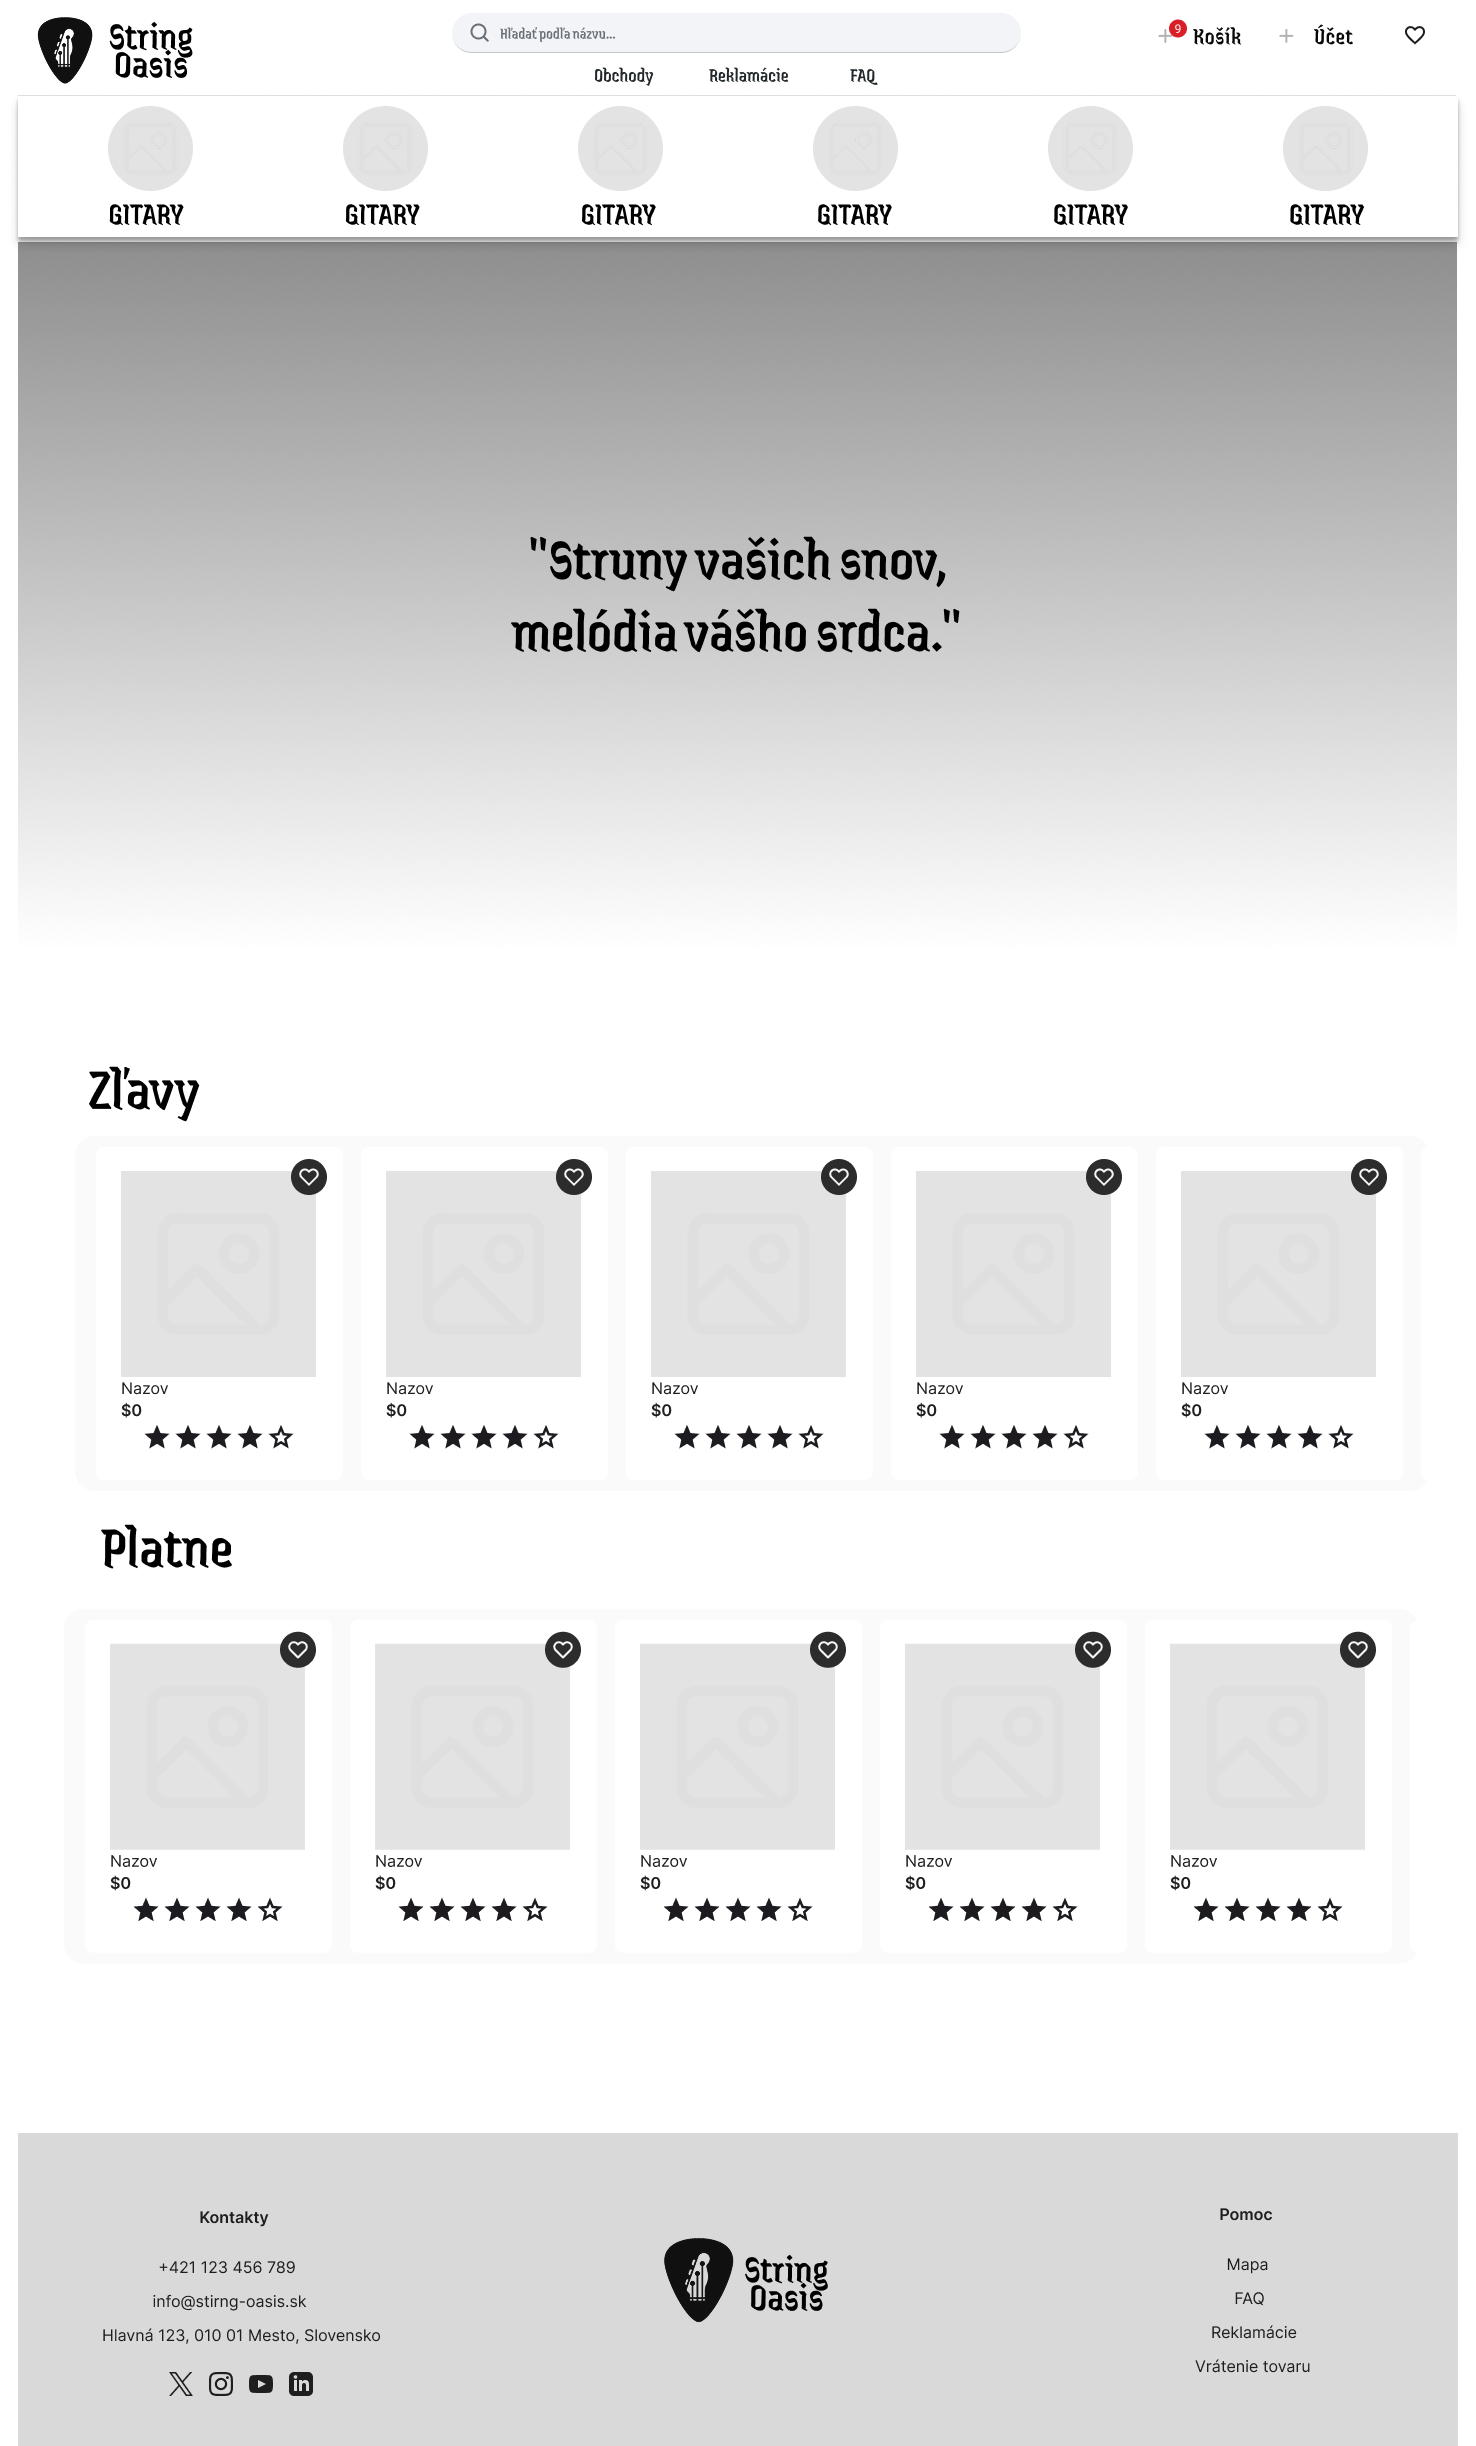 String
Oasis
Hľadať podľa názvu...
9
Košík
Účet
Obchody
Reklamácie
FAQ
GITARY
GITARY
GITARY
GITARY
GITARY
GITARY
"Struny vašich snov,
melódia vášho srdca."
Zľavy
Nazov
$0
Nazov
$0
Nazov
$0
Nazov
$0
Nazov
$0
Platne
Nazov
$0
Nazov
$0
Nazov
$0
Nazov
$0
Nazov
$0
Kontakty
+421 123 456 789
info@stirng-oasis.sk
Hlavná 123, 010 01 Mesto, Slovensko
String
Oasis
Pomoc
Mapa
FAQ
Reklamácie
Vrátenie tovaru